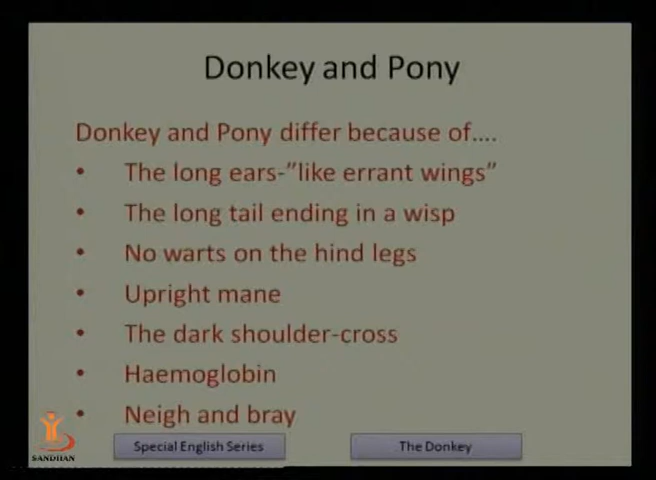 Donkey and Pony
Donkey and Pony differ because of....
• The long ears-”like errant wings”
• The long tail ending in a wisp
• No warts on the hind legs
• Upright mane
• The dark shoulder-cross
• Haemoglobin
• Neigh and bray
SANDHAN
Special English Series
The Donkey